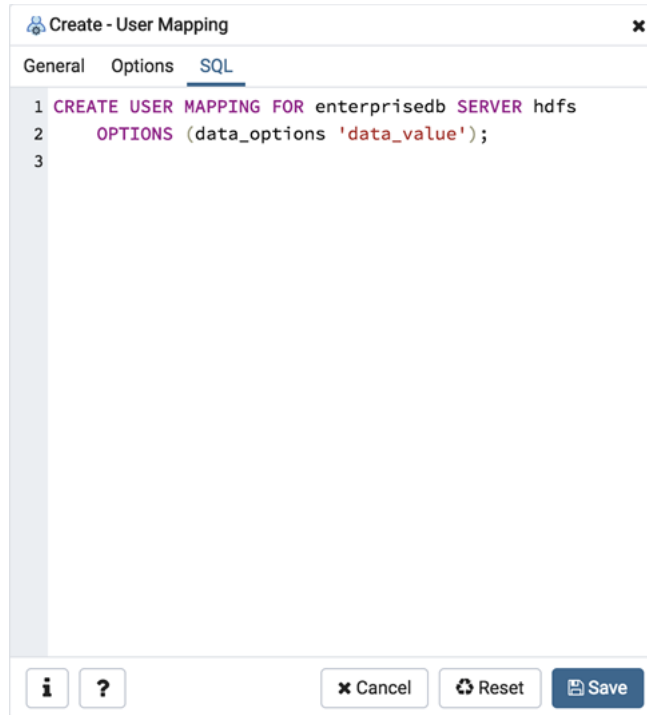 Create - User Mapping
General Options SQL
1 CREATE USER MAPPING FOR enterprisedb SERVER hdfs
2 OPTIONS (data_options 'data_value');
3
i ? Cancel Reset Save